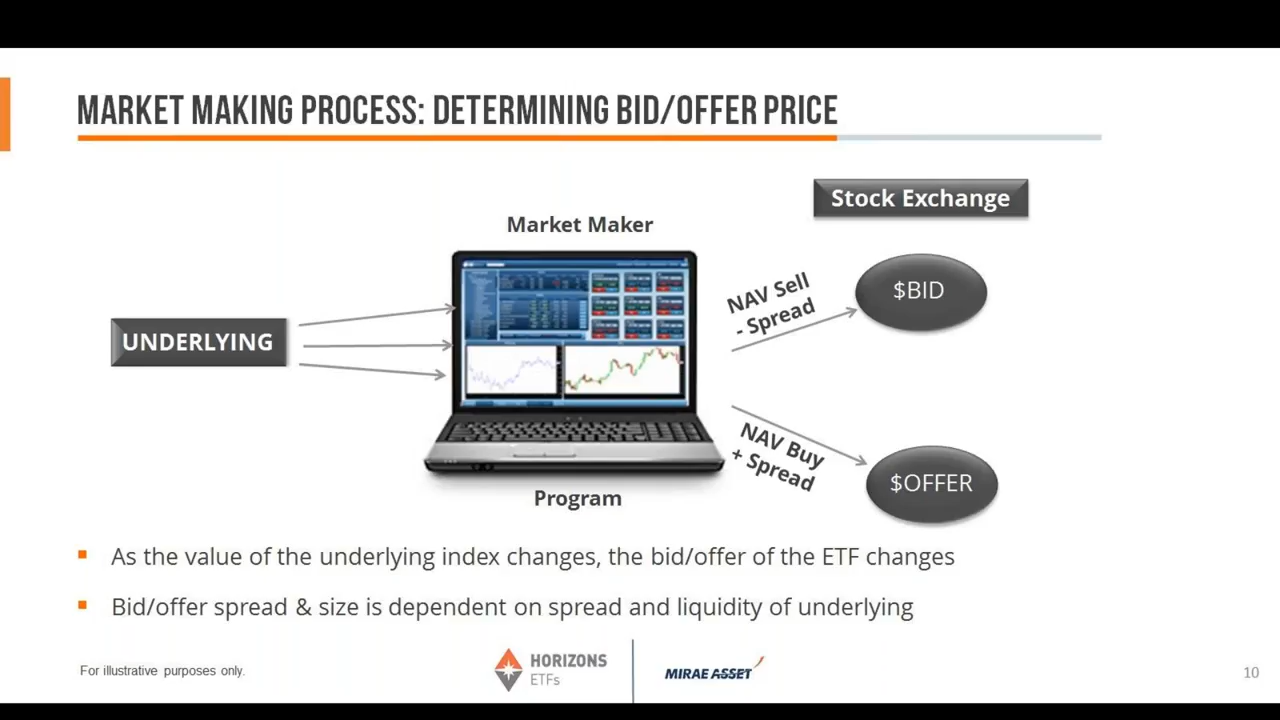 MARKET MAKING PROCESS: DETERMINING BID/OFFER PRICE
Stock Exchange
Market Maker
NAV Sell
- Spread
$BID
UNDERLYING
NAV Buy
+ Spread
$OFFER
Program
As the value of the underlying index changes, the bid/offer of the ETF changes
Bid/offer spread & size is dependent on spread and liquidity of underlying
For illustrative purposes only.
HORIZONS
ETFs
MIRAE ASSET
10